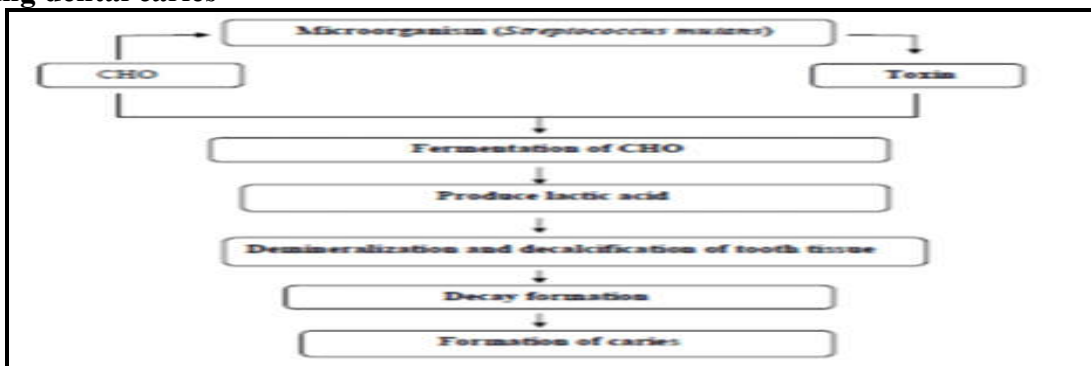 ng dental caries
Microorganism (Streptococcus mutans)
CHO
Toxin
Fermentation of CHO
Produce lactic acid
Demineralization and decalcification of tooth tissue
Decay formation
Formation of caries